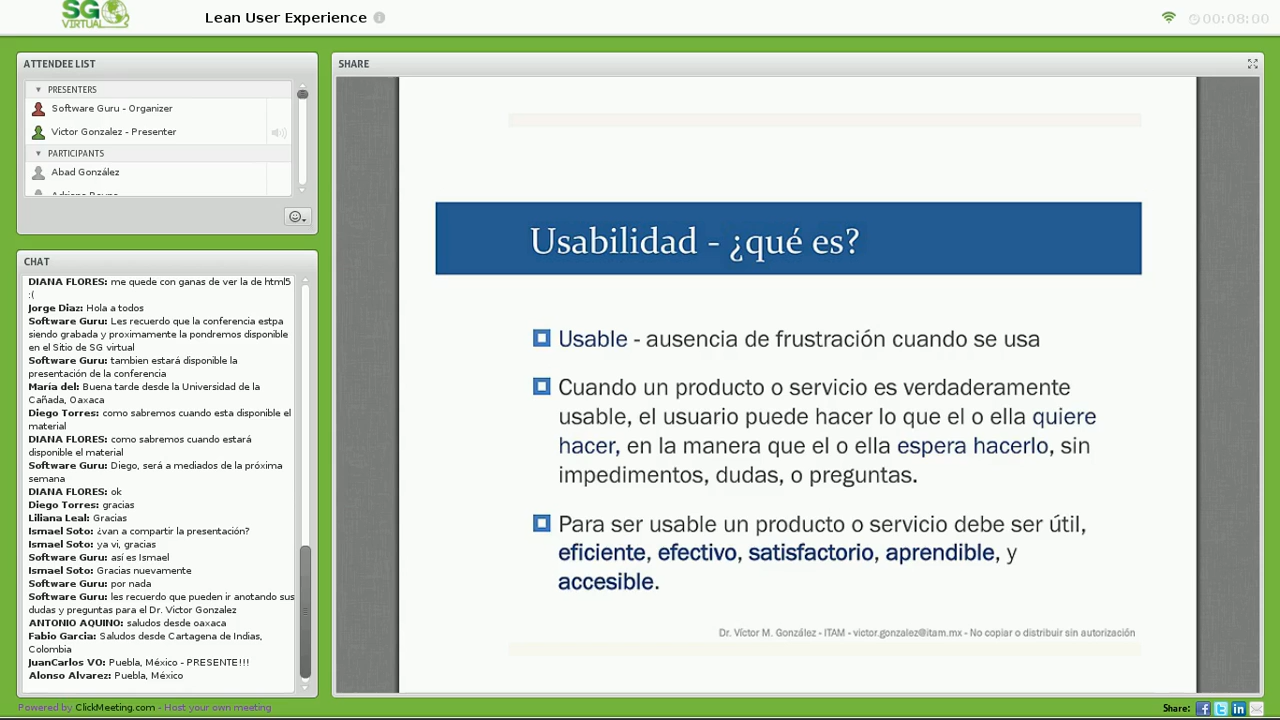 SG
VIRTUAL
Lean User Experience
00:08:00
ATTENDEE LIST
PRESENTERS
Software Guru - Organizer
Victor Gonzalez - Presenter
PARTICIPANTS
Abad González
CHAT
DIANA FLORES: me quede con ganas de ver la de html5
:(
Jorge Diaz: Hola a todos
Software Guru: Les recuerdo que la conferencia estpa
siendo grabada y proximamente la pondremos disponible
en el Sitio de SG virtual
Software Guru: tambien estará disponible la
presentación de la conferencia
María del: Buena tarde desde la Universidad de la
Cañada, Oaxaca
Diego Torres: como sabremos cuando esta disponible el
material
DIANA FLORES: como sabremos cuando estará
disponible el material
Software Guru: Diego, será a mediados de la próxima
semana
DIANA FLORES: ok
Diego Torres: gracias
Liliana Leal: Gracias
Ismael Soto: ¿van a compartir la presentación?
Ismael Soto: ya vi, gracias
Software Guru: así es Ismael
Ismael Soto: Gracias nuevamente
Software Guru: por nada
Software Guru: les recuerdo que pueden ir anotando sus
dudas y preguntas para el Dr. Victor Gonzalez
ANTONIO AQUINO: saludos desde oaxaca
Fabio Garcia: Saludos desde Cartagena de Indias,
Colombia
JuanCarlos VO: Puebla, México - PRESENTE!!!
Alonso Alvarez: Puebla, México
SHARE
Usabilidad - ¿qué es?
Usable - ausencia de frustración cuando se usa
Cuando un producto o servicio es verdaderamente
usable, el usuario puede hacer lo que el o ella quiere
hacer, en la manera que el o ella espera hacerlo, sin
impedimentos, dudas, o preguntas.
Para ser usable un producto o servicio debe ser útil,
eficiente, efectivo, satisfactorio, aprendible, y
accesible.
Dr. Víctor M. González - ITAM - victor.gonzalez@itam.mx - No copiar o distribuir sin autorización
Powered by ClickMeeting.com - Host your own meeting
Share: